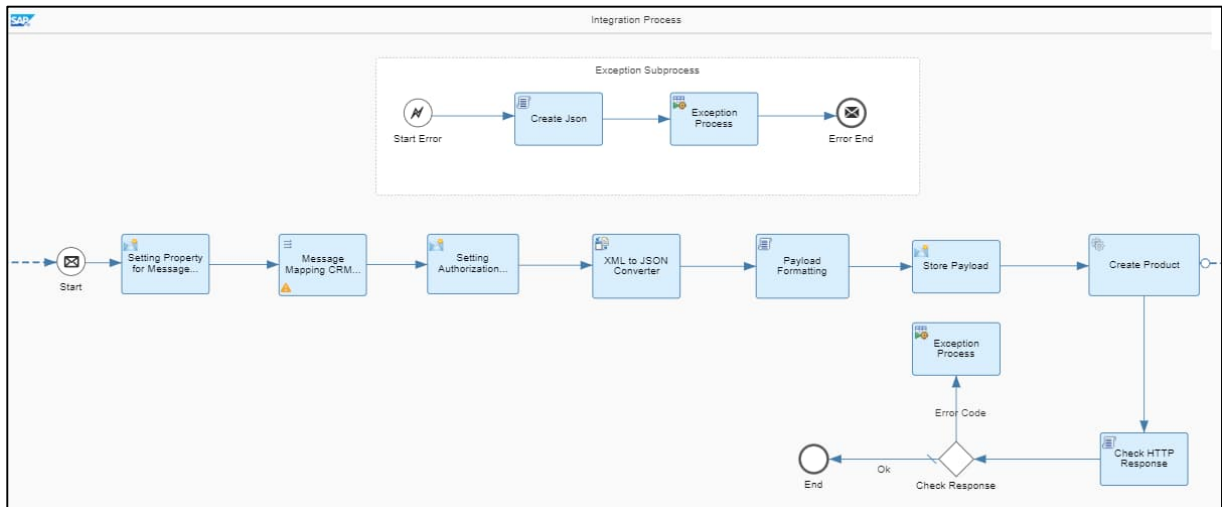 SAP
Integration Process
Exception Subprocess
Start Error
Create Json
Exception
Process
Error End
Start
Setting Property
for Message...
Message
Mapping CRM...
Setting
Authorization...
XML to JSON
Converter
Payload
Formatting
Store Payload
Create Product
Exception
Process
Error Code
End
Ok
Check Response
Check HTTP
Response